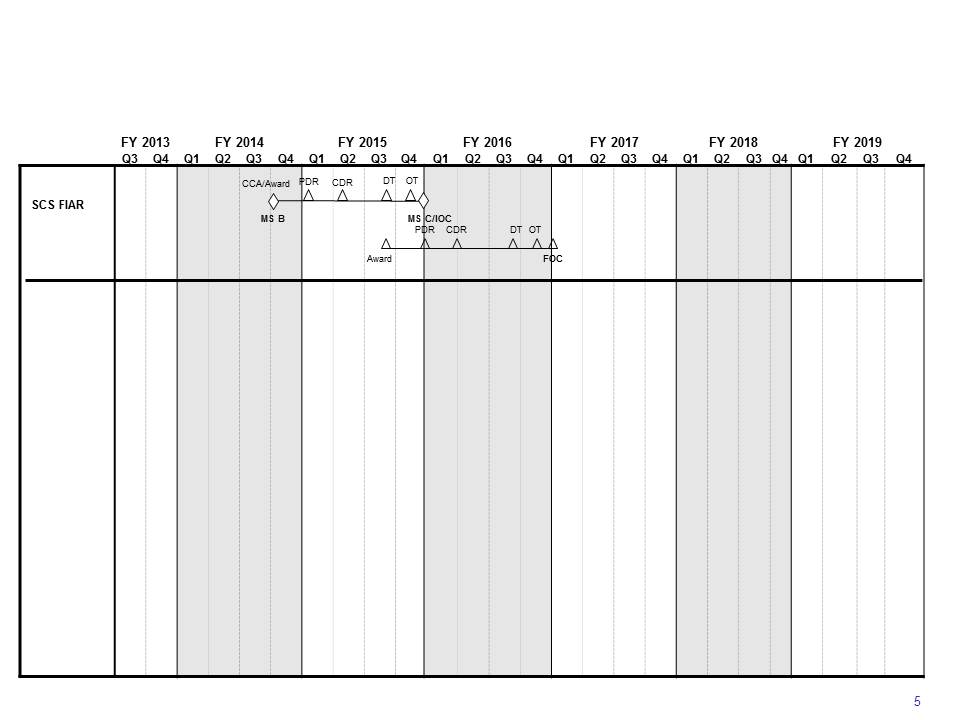 FY 2013 FY 2014 FY 2015 FY 2016 FY 2017 FY 2018 FY 2019
Q3 Q4 Q1 Q2 Q3 Q4 Q1 Q2 Q3 Q4 Q1 Q2 Q3 Q4 Q1 Q2 Q3 Q4 Q1 Q2 Q3 Q4 Q1 Q2 Q3 Q4
CCA/Award PDR CDR DT OT
SCS FIAR
MS B MS C/IOC
PDR CDR DT OT
Award FOC
5